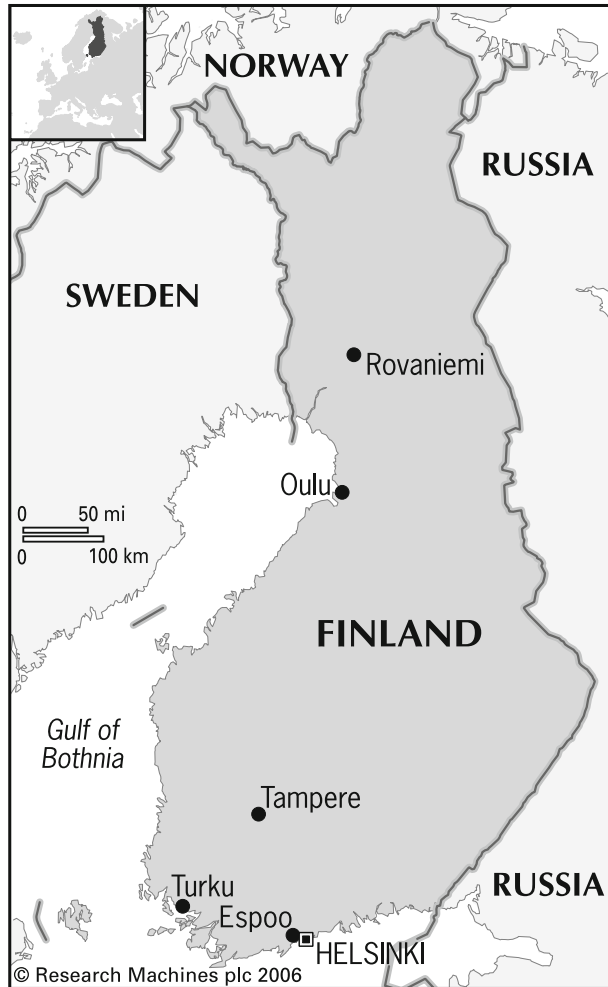 NORWAY
RUSSIA
SWEDEN
Rovaniemi
Oulu
0 50 mi
0 100 km
FINLAND
Gulf of
Bothnia
Tampere
Turku
RUSSIA
Espoo
HELSINKI
© Research Machines plc 2006